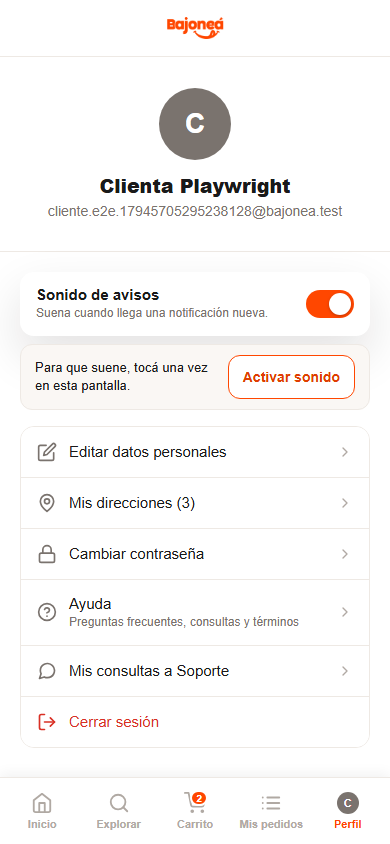 Bajoneá
C
Clienta Playwright
cliente.e2e.17945705295238128@bajonea.test
Sonido de avisos
Suena cuando llega una notificación nueva.
Para que suene, tocá una vez
en esta pantalla.
Activar sonido
Editar datos personales
Mis direcciones (3)
Cambiar contraseña
Ayuda
Preguntas frecuentes, consultas y términos
Mis consultas a Soporte
Cerrar sesión
2
C
Inicio
Explorar
Carrito
Mis pedidos
Perfil